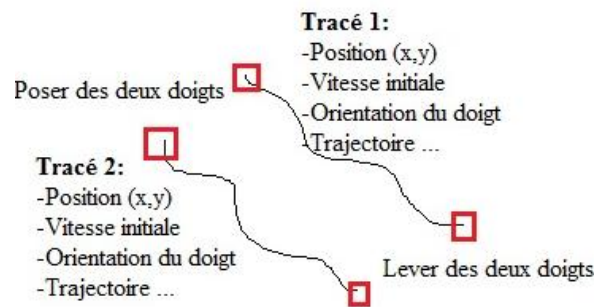 Tracé 1:
-Position (x,y)
-Vitesse initiale
-Orientation du doigt
-Trajectoire ...
Poser des deux doigts
Tracé 2:
-Position (x,y)
-Vitesse initiale
-Orientation du doigt
-Trajectoire ...
Lever des deux doigts